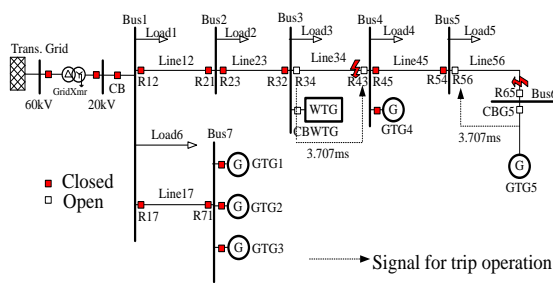 Bus1
Bus2
Bus3
Bus4
Bus5
Load1
Load2
Load3
Load4
Load5
Trans. Grid
Line12
Line23
Line34
Line45
Line56
GridXmr
CB
60kV
20kV
R12
R21
R23
R32
R34
R43
R45
R54
R56
R65
Bus6
WTG
CBWTG
G
GTG4
CBG5
3.707ms
3.707ms
G
GTG5
Load6
Bus7
G
GTG1
G
GTG2
G
GTG3
Line17
R17
R71
Closed
Open
Signal for trip operation